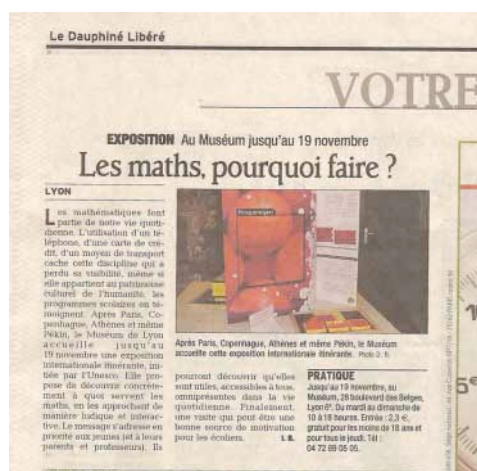 Le Dauphiné Libéré
VOTRE
EXPOSITION Au Muséum jusqu'au 19 novembre
Les maths, pourquoi faire ?
LYON
Les mathématiques font
partie de notre vie quoti-
dienne. L'utilisation d'un té-
léphone, d'une carte de cré-
dit, d'un moyen de transport
cache cette discipline qui a
perdu sa visibilité, même si
elle appartient au patrimoine
culturel de l'humanité, les
programmes scolaires en té-
moignent. Après Paris, Co-
penhague, Athènes et même
Pékin, le Muséum de Lyon
accueille jusqu'au
19 novembre une exposition
internationale itinérante, ini-
tiée par l'Unesco. Elle pro-
pose de découvrir concrète-
ment à quoi servent les
maths, en les approchant de
manière ludique et interac-
tive. Le message s'adresse en
priorité aux jeunes (et à leurs
parents et professeurs). Ils
Après Paris, Copenhague, Athènes et même Pékin, le Muséum
accueille cette exposition internationale itinérante. Photo
pourront découvrir qu'elles
sont utiles, accessibles à tous,
omniprésentes dans la vie
quotidienne. Finalement,
une visite qui peut être une
bonne source de motivation
pour les écoliers.
PRATIQUE
Jusqu'au 19 novembre, au
Muséum, 28 boulevard des Belges,
Lyon 6e. Du mardi au dimanche de
10 à 18 heures. Entrée : 2,3 €,
gratuit pour les moins de 18 ans et
pour tous le jeudi. Tél :
04 72 69 05 05.
5€